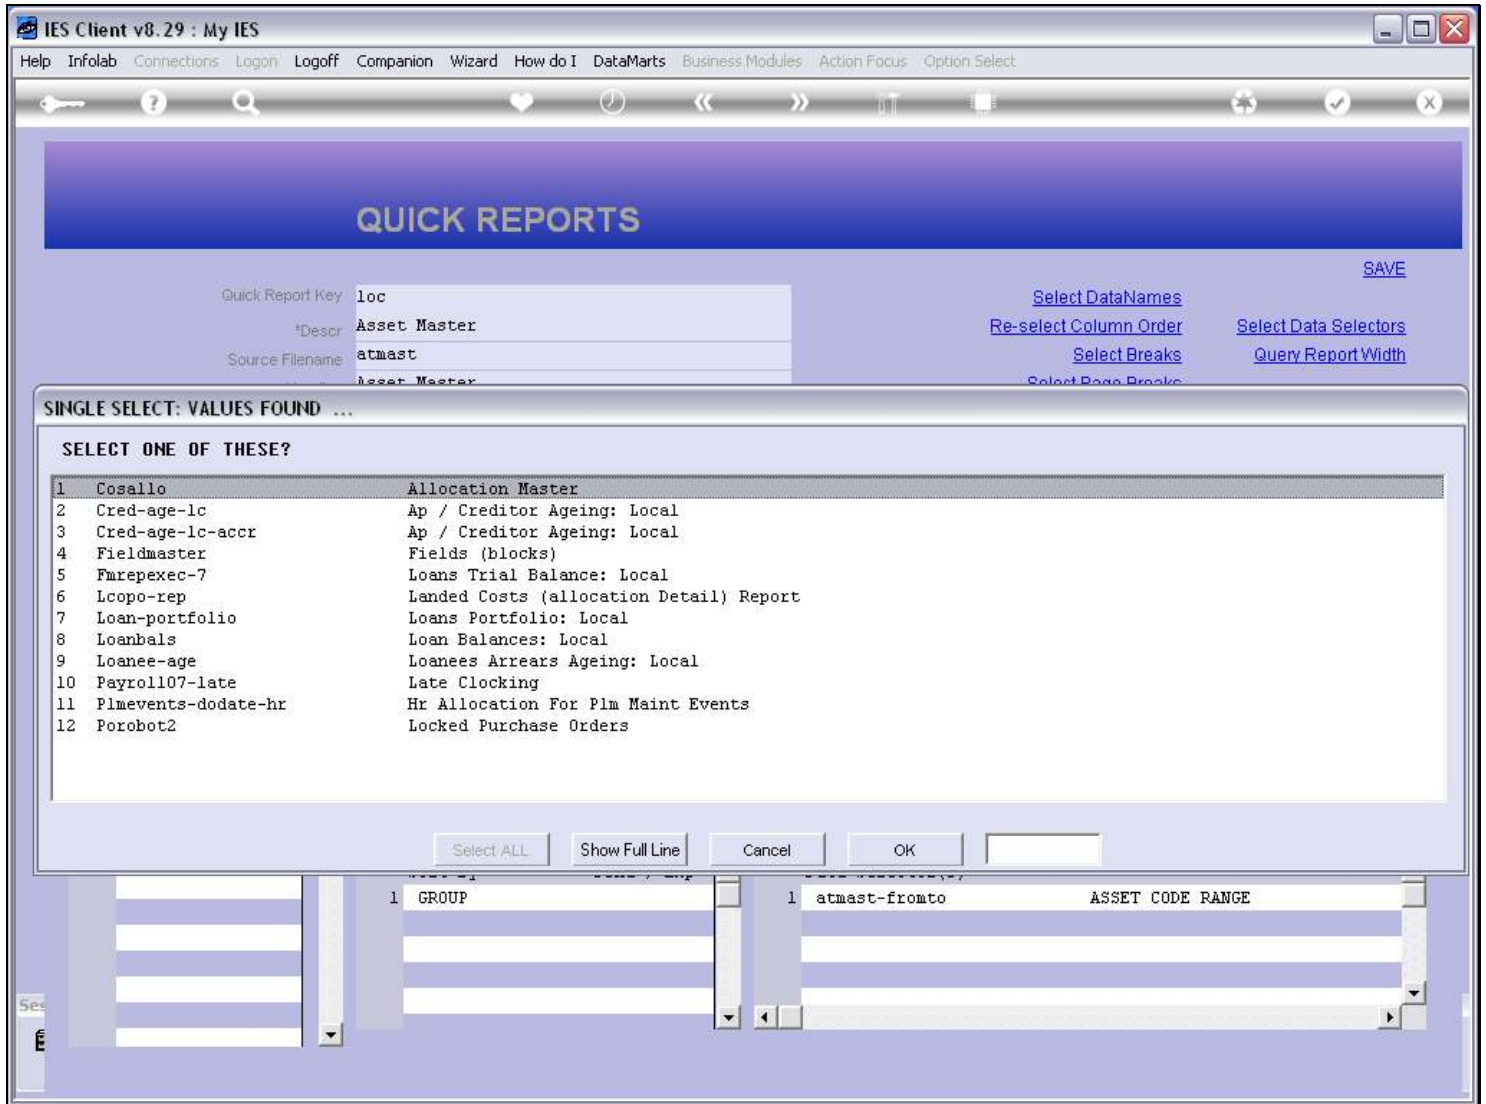 IES Client v8.29 : My IES
Help Infolab Connections Logon Logoff Companion Wizard How do I DataMarts Business Modules Action Focus Option Select
QUICK REPORTS
SAVE
Quick Report Key loc Select DataNames
*Descr Asset Master Re-select Column Order Select Data Selectors
Source Filename atmast Select Breaks Query Report Width
Asset Master Select Page Breaks
SINGLE SELECT: VALUES FOUND ...
SELECT ONE OF THESE?
1 Cosallo Allocation Master
2 Cred-age-lc Ap / Creditor Ageing: Local
3 Cred-age-lc-accr Ap / Creditor Ageing: Local
4 Fieldmaster Fields (blocks)
5 Fmrepexec-7 Loans Trial Balance: Local
6 Lcopo-rep Landed Costs (allocation Detail) Report
7 Loan-portfolio Loans Portfolio: Local
8 Loanbals Loan Balances: Local
9 Loanee-age Loanees Arrears Ageing: Local
10 Payroll07-late Late Clocking
11 Plmevents-dodate-hr Hr Allocation For Plm Maint Events
12 Porobot2 Locked Purchase Orders
Select ALL Show Full Line Cancel OK
1 GROUP 1 atmast-fromto ASSET CODE RANGE
Ses